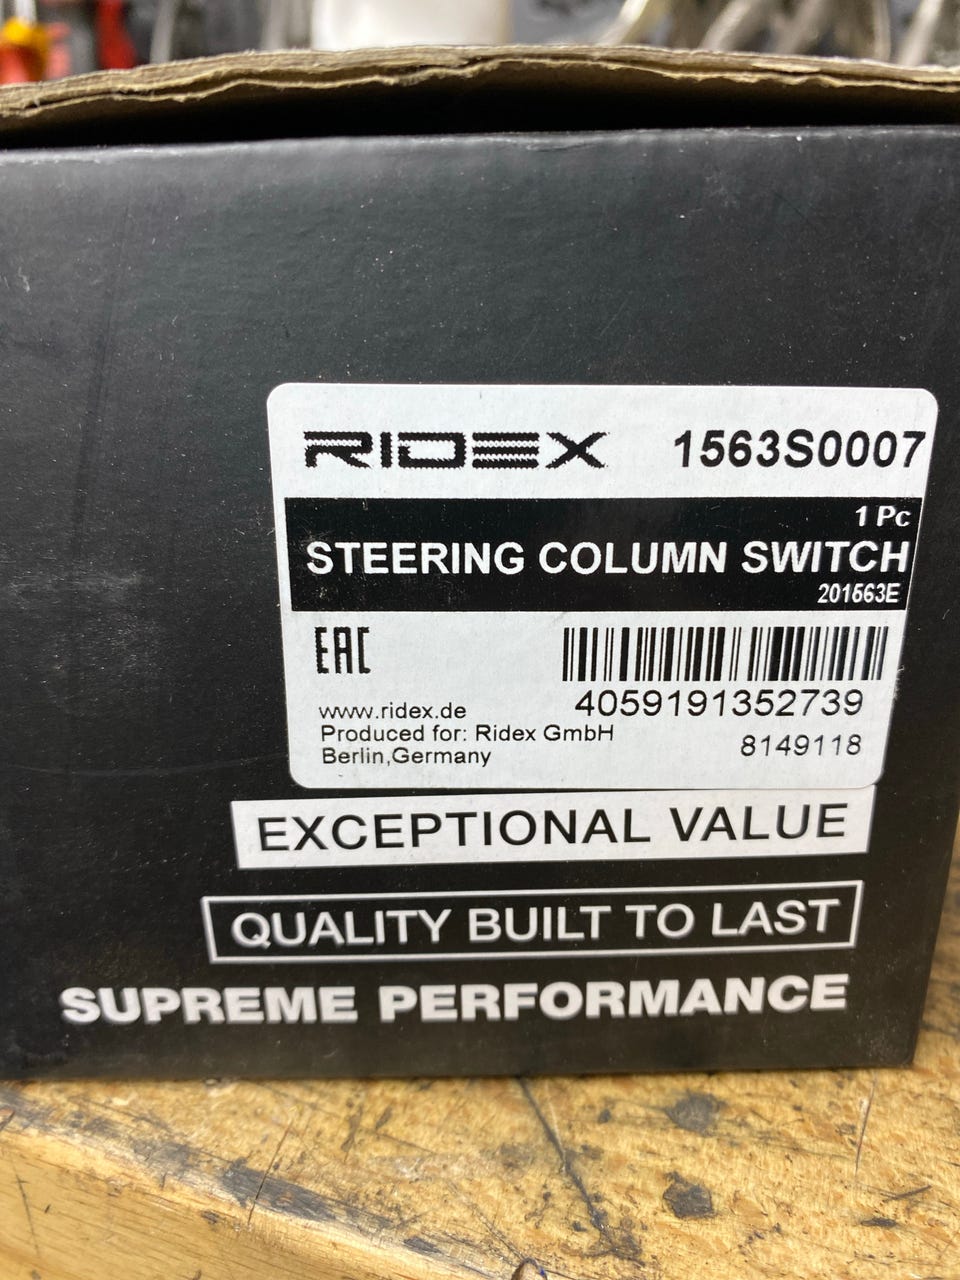 RIDEX 1563S0007
1 Pc
STEERING COLUMN SWITCH
201563E
EAC
4059191352739
www.ridex.de
Produced for: Ridex GmbH
8149118
Berlin,Germany
EXCEPTIONAL VALUE
QUALITY BUILT TO LAST
SUPREME PERFORMANCE